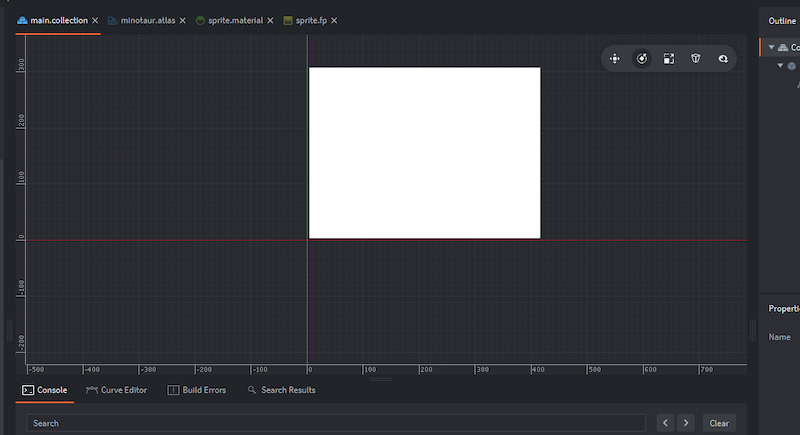 main.collection minotaur.atlas sprite.material sprite.fp Outline
Co
300
200
100
0
-100
-200
-500 -400 -300 -200 -100 0 100 200 300 400 500 600 700
Properti
Name
Console Curve Editor Build Errors Search Results
Search Clear